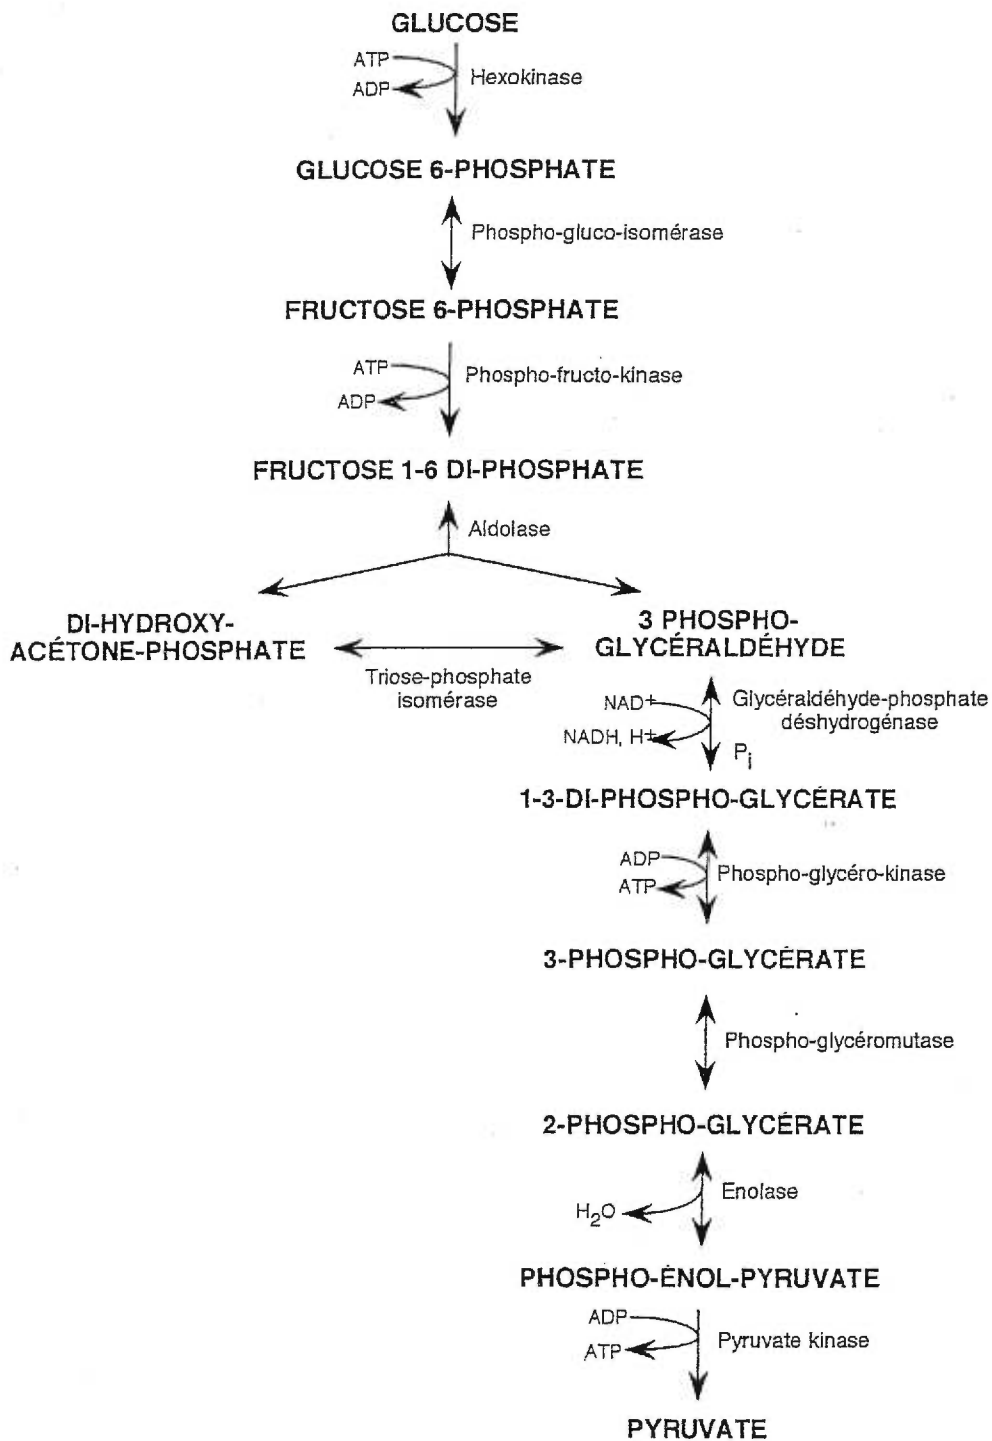 GLUCOSE
ATP
Hexokinase
ADP
GLUCOSE 6-PHOSPHATE
Phospho-gluco-isomérase
FRUCTOSE 6-PHOSPHATE
ATP
Phospho-fructo-kinase
ADP
FRUCTOSE 1-6 DI-PHOSPHATE
Aldolase
DI-HYDROXY-
ACÉTONE-PHOSPHATE
3 PHOSPHO-
GLYCÉRALDÉHYDE
Triose-phosphate
isomérase
NAD+
Glycéraldéhyde-phosphate
déshydrogénase
NADH, H+
Pi
1-3-DI-PHOSPHO-GLYCÉRATE
ADP
Phospho-glycéro-kinase
ATP
3-PHOSPHO-GLYCÉRATE
Phospho-glycéromutase
2-PHOSPHO-GLYCÉRATE
Enolase
H2O
PHOSPHO-ÉNOL-PYRUVATE
ADP
Pyruvate kinase
ATP
PYRUVATE